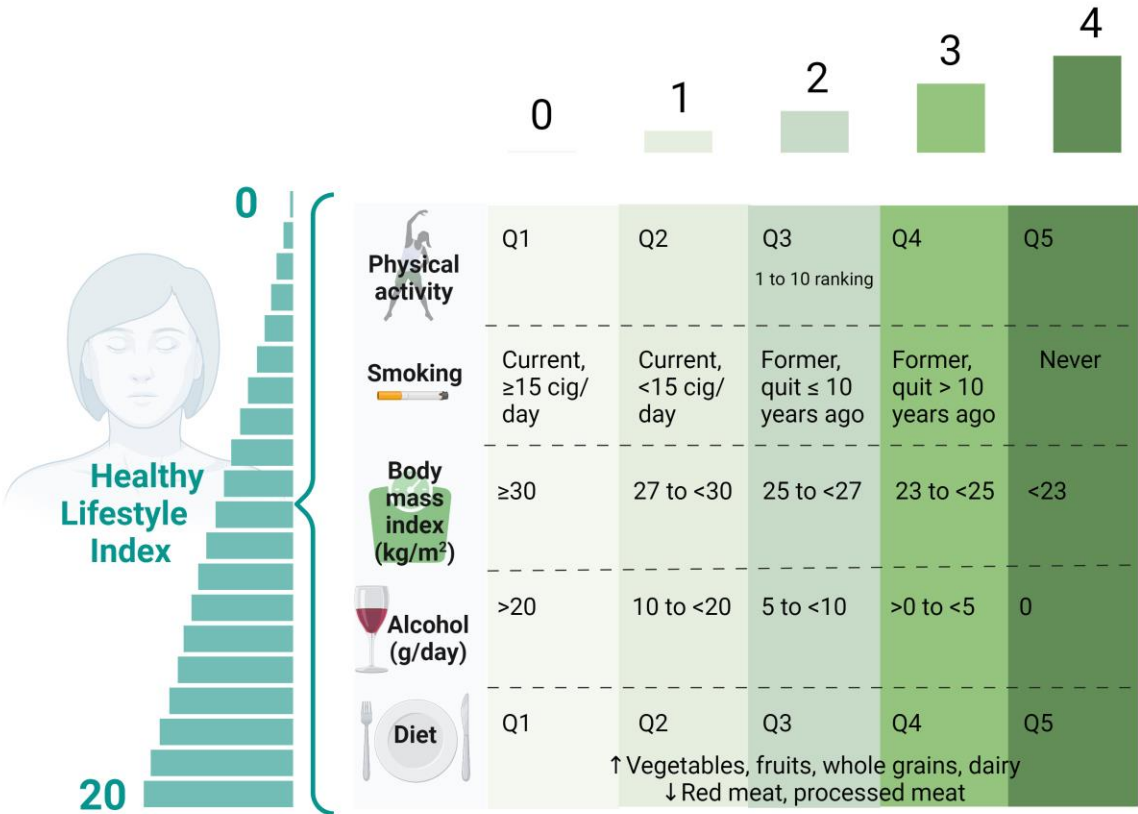 0
1
2
3
4
0
20
Healthy
Lifestyle
Index
Physical
activity
Q1
Q2
Q3
1 to 10 ranking
Q4
Q5
Smoking
Current,
≥15 cig/
day
Current,
<15 cig/
day
Former,
quit ≤ 10
years ago
Former,
quit > 10
years ago
Never
Body
mass
index
(kg/m²)
≥30
27 to <30
25 to <27
23 to <25
<23
Alcohol
(g/day)
>20
10 to <20
5 to <10
>0 to <5
0
Diet
Q1
Q2
Q3
Q4
Q5
↑Vegetables, fruits, whole grains, dairy
↓Red meat, processed meat